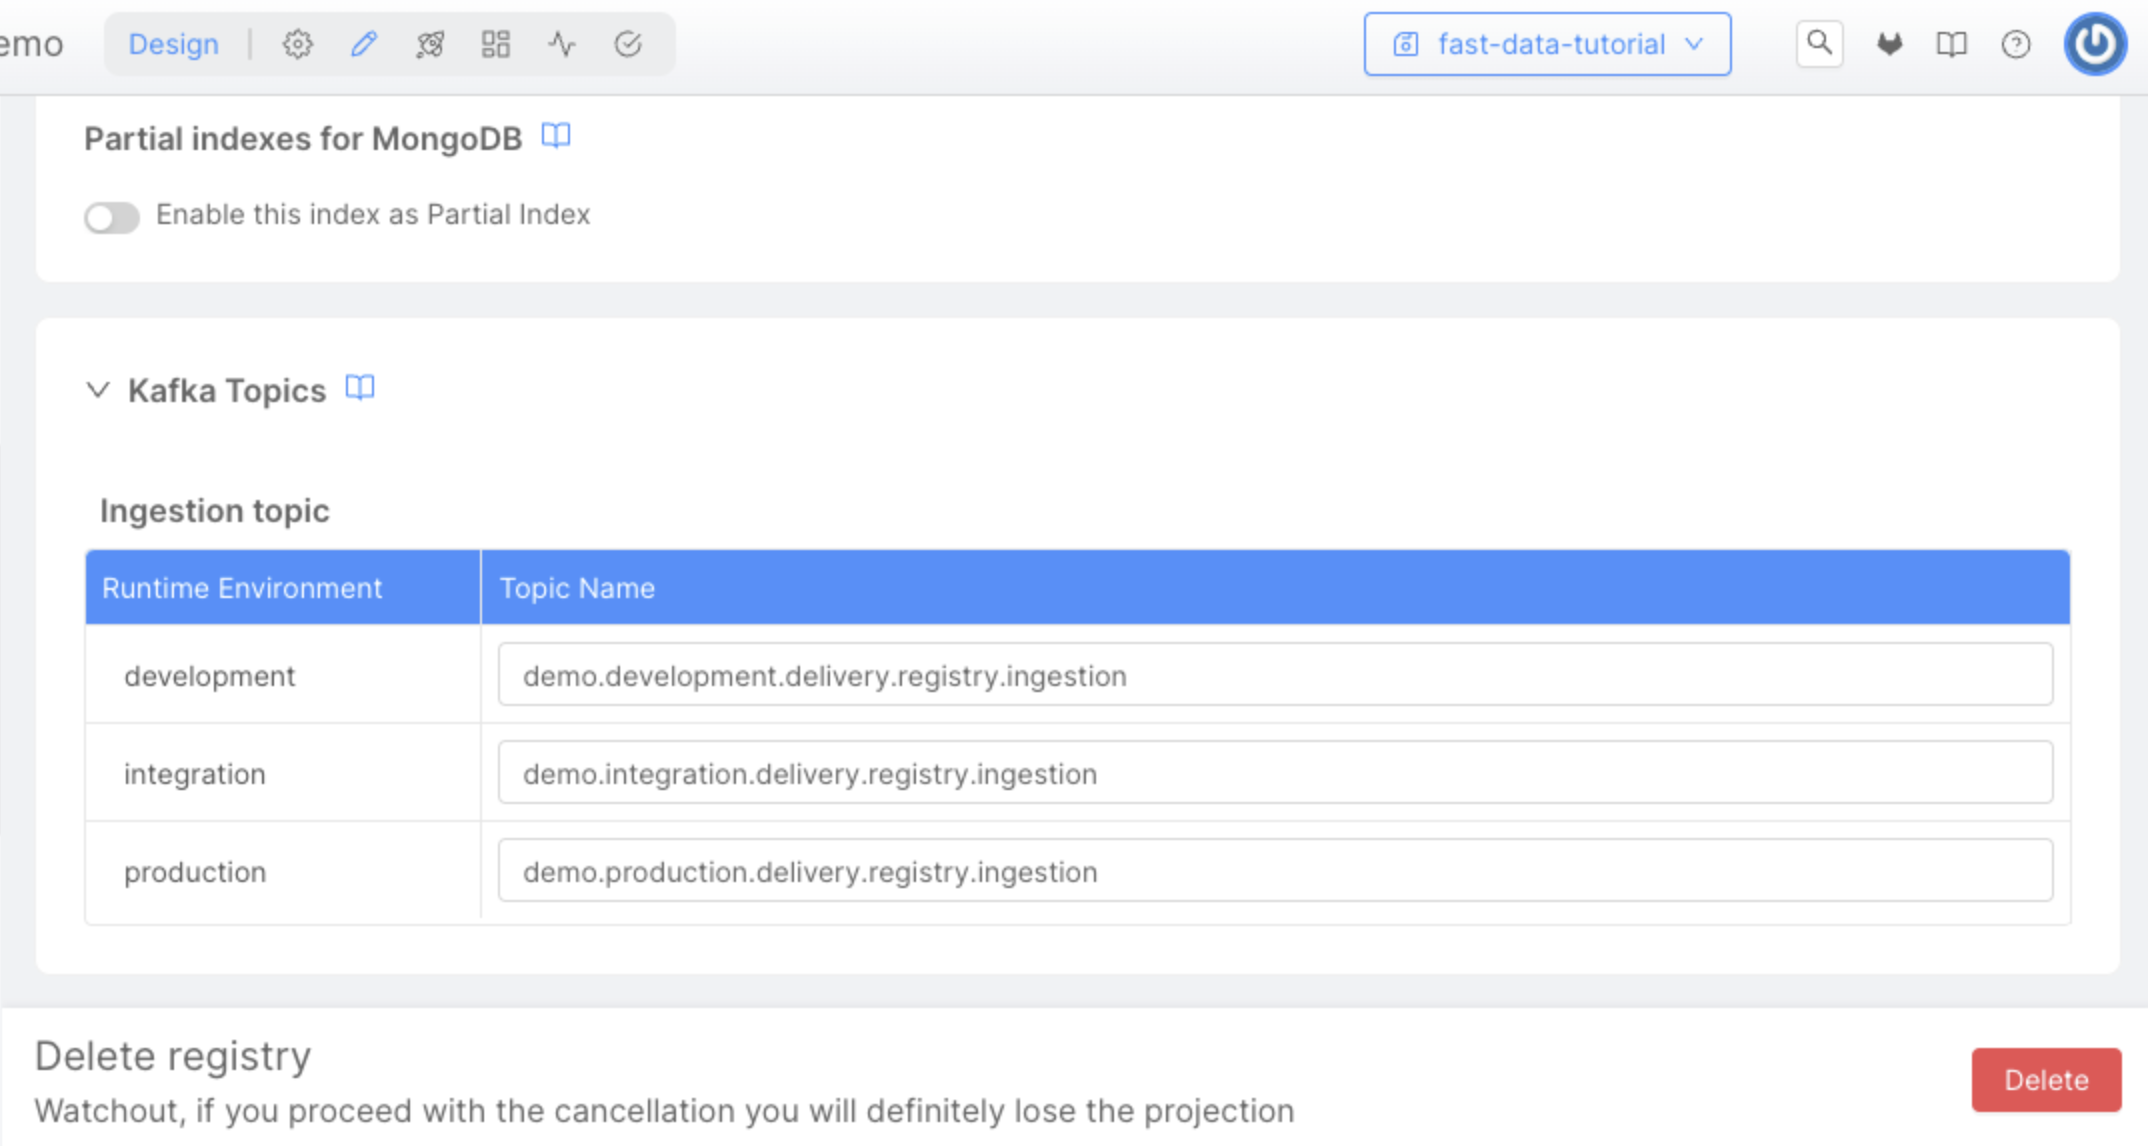 emo Design fast-data-tutorial
Partial indexes for MongoDB
Enable this index as Partial Index
Kafka Topics
Ingestion topic
Runtime Environment Topic Name
development demo.development.delivery.registry.ingestion
integration demo.integration.delivery.registry.ingestion
production demo.production.delivery.registry.ingestion
Delete registry
Watchout, if you proceed with the cancellation you will definitely lose the projection
Delete